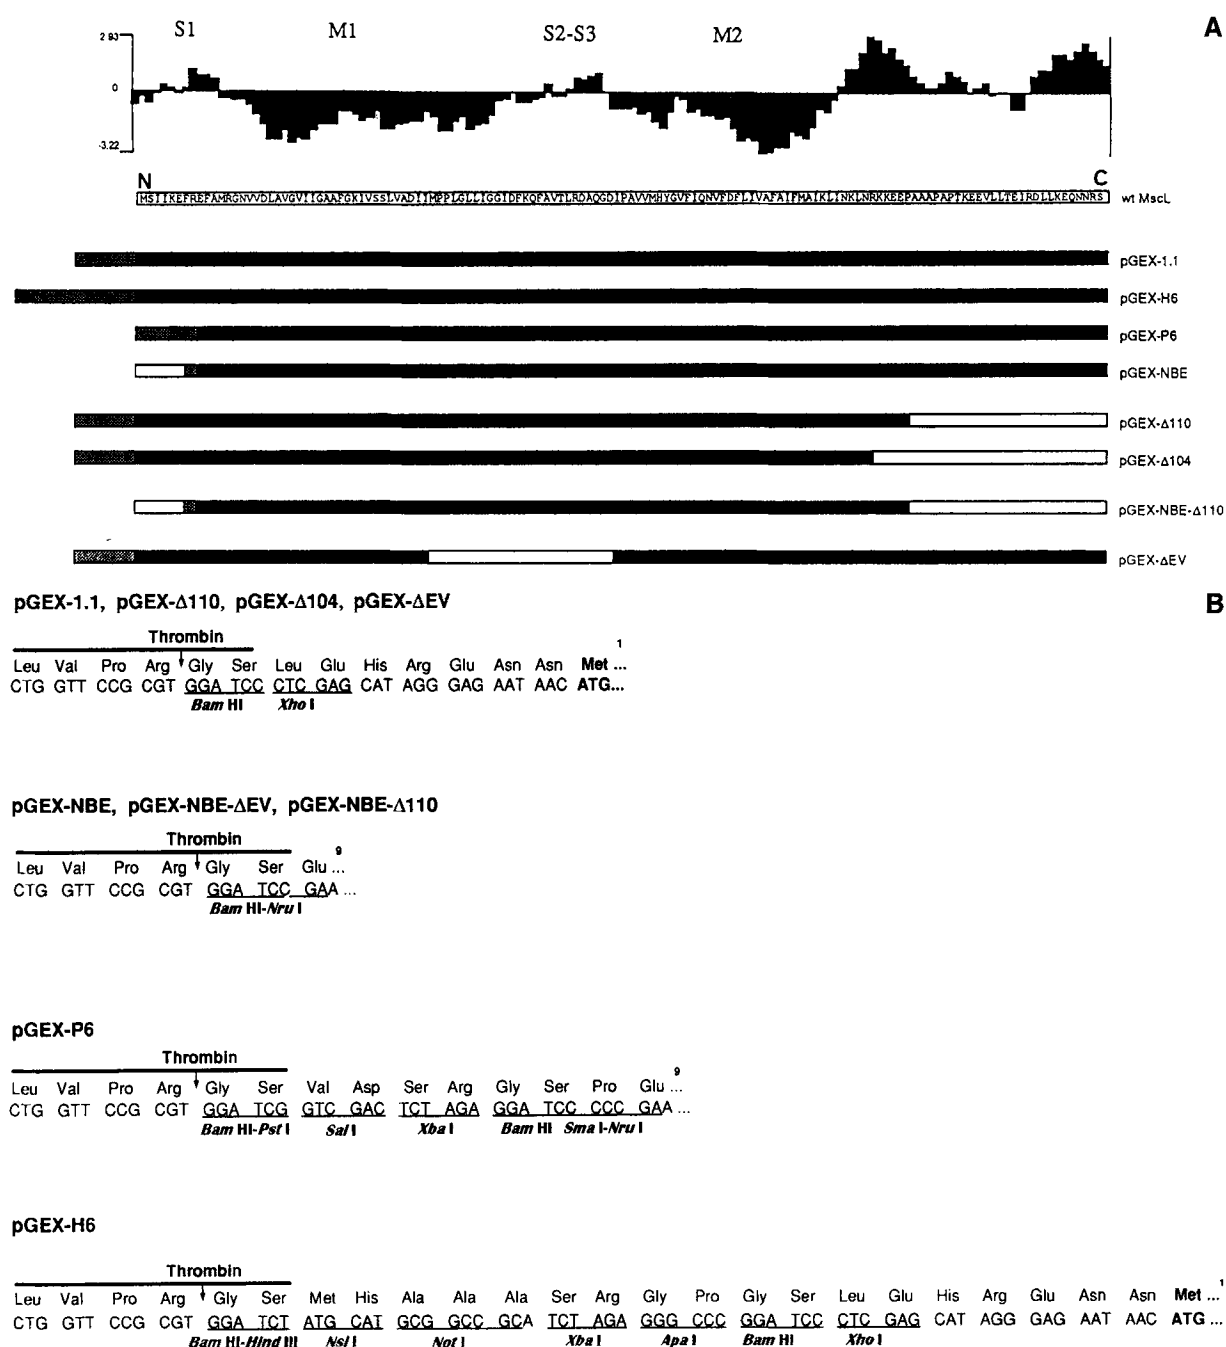 A
S1 M1 S2-S3 M2
2 93
0
-3.22
N C
MSIIKEFREFAMRGNVVDLAVGVIIGAAFGKIVSSLVADIIMPPLGLLIGGIDFKQFAVTLRDAQGDIPAVVMHYGVFIQNVFDFLIVAFAIFMAIKLINKLNRKKEEPAAAPAPTKEEVLLTEIRDLLKEQNNRS wt MscL
pGEX-1.1
pGEX-H6
pGEX-P6
pGEX-NBE
pGEX-Δ110
pGEX-Δ104
pGEX-NBE-Δ110
pGEX-ΔEV
B
pGEX-1.1, pGEX-Δ110, pGEX-Δ104, pGEX-ΔEV
Thrombin 1
Leu Val Pro Arg Gly Ser Leu Glu His Arg Glu Asn Asn Met ...
CTG GTT CCG CGT GGA TCC CTC GAG CAT AGG GAG AAT AAC ATG...
Bam HI Xho I
pGEX-NBE, pGEX-NBE-ΔEV, pGEX-NBE-Δ110
Thrombin 9
Leu Val Pro Arg Gly Ser Glu ...
CTG GTT CCG CGT GGA TCC GAA ...
Bam HI-Nru I
pGEX-P6
Thrombin 9
Leu Val Pro Arg Gly Ser Val Asp Ser Arg Gly Ser Pro Glu ...
CTG GTT CCG CGT GGA TCG GTC GAC TCT AGA GGA TCC CCC GAA ...
Bam HI-Pst I Sal I Xba I Bam HI Sma I-Nru I
pGEX-H6
Thrombin 1
Leu Val Pro Arg Gly Ser Met His Ala Ala Ala Ser Arg Gly Pro Gly Ser Leu Glu His Arg Glu Asn Asn Met ...
CTG GTT CCG CGT GGA TCT ATG CAT GCG GCC GCA TCT AGA GGG CCC GGA TCC CTC GAG CAT AGG GAG AAT AAC ATG ...
Bam HI-Hind III Nsi I Not I Xba I Apa I Bam HI Xho I